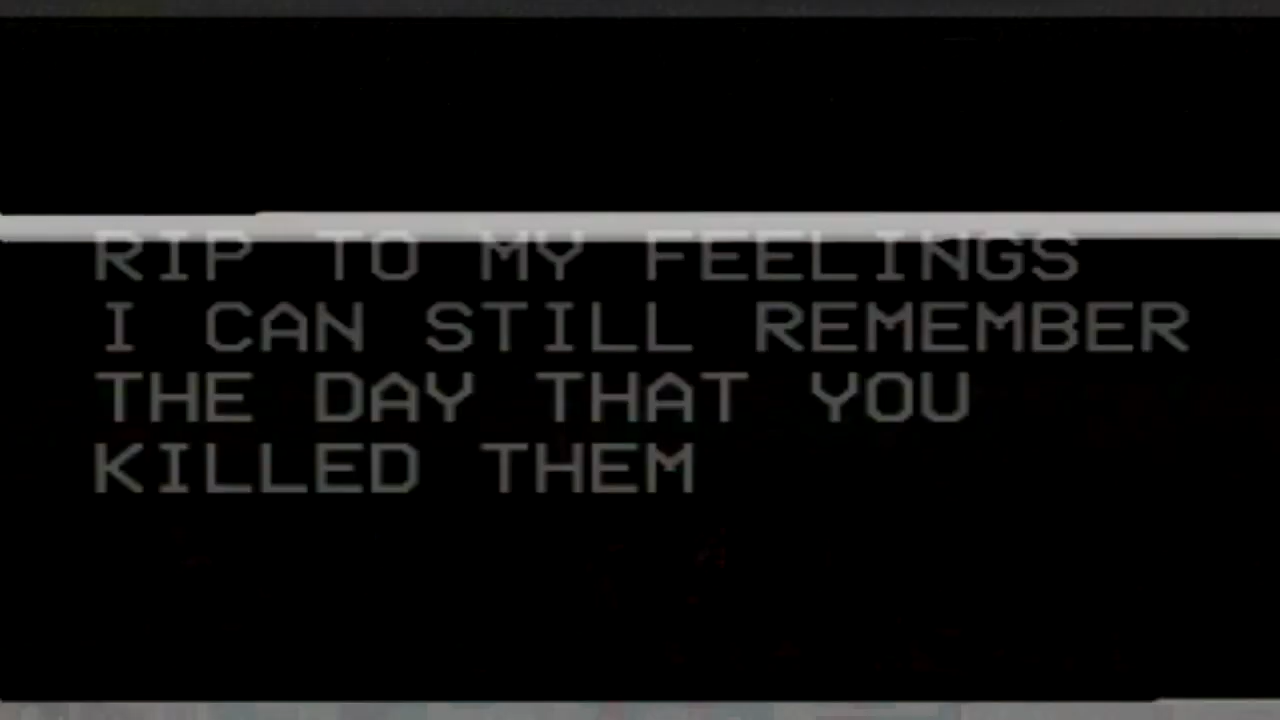 RIP TO MY FEELINGS
I CAN STILL REMEMBER
THE DAY THAT YOU
KILLED THEM